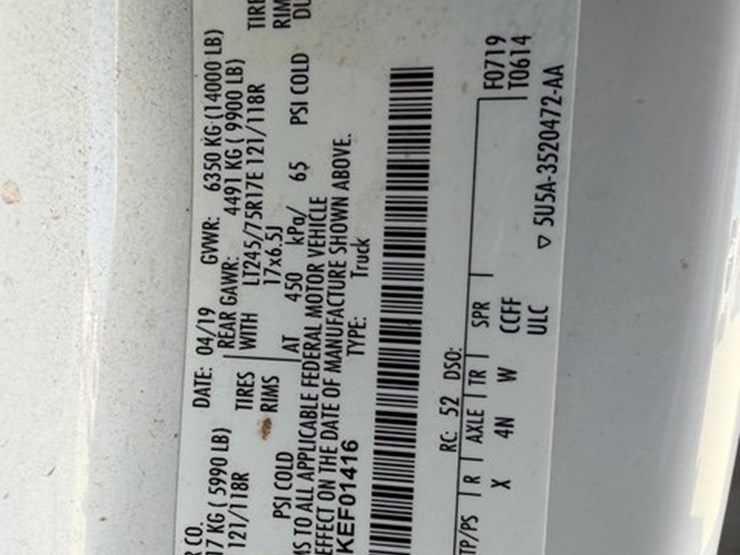 R CO. DATE: 04/19 GVWR: 6350 KG (14000 LB)
17 KG ( 5990 LB) REAR GAWR: 4491 KG ( 9900 LB)
121/118R TIRES WITH LT245/75R17E 121/118R TIRE
RIMS 17x6.5J RIM
PSI COLD AT 450 kPa/ 65 PSI COLD DU
MS TO ALL APPLICABLE FEDERAL MOTOR VEHICLE
EFFECT ON THE DATE OF MANUFACTURE SHOWN ABOVE.
KEF01416 TYPE: Truck
RC: 52 DSO:
TP/PS R AXLE TR SPR F0719
X 4N W CCFF T0614
ULC
▽ 5U5A-3520472-AA